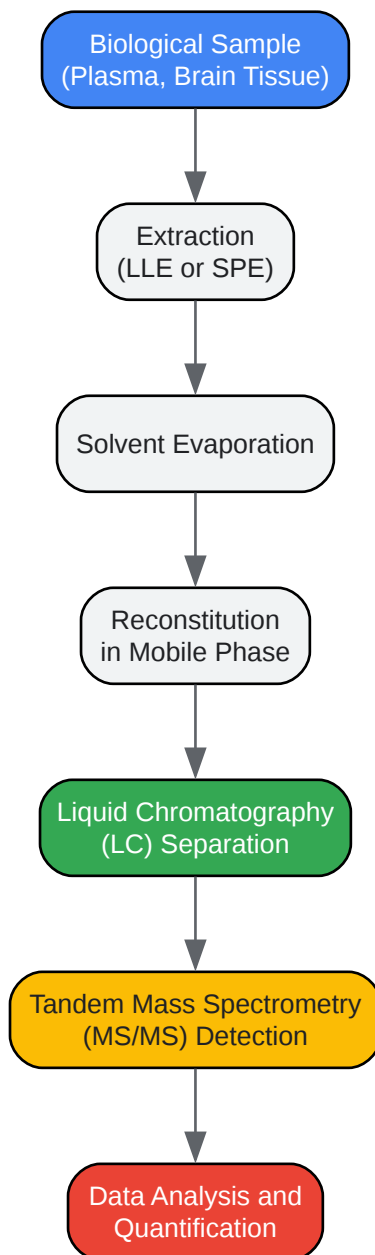 Biological Sample
(Plasma, Brain Tissue)
Extraction
(LLE or SPE)
Solvent Evaporation
Reconstitution
in Mobile Phase
Liquid Chromatography
(LC) Separation
Tandem Mass Spectrometry
(MS/MS) Detection
Data Analysis and
Quantification